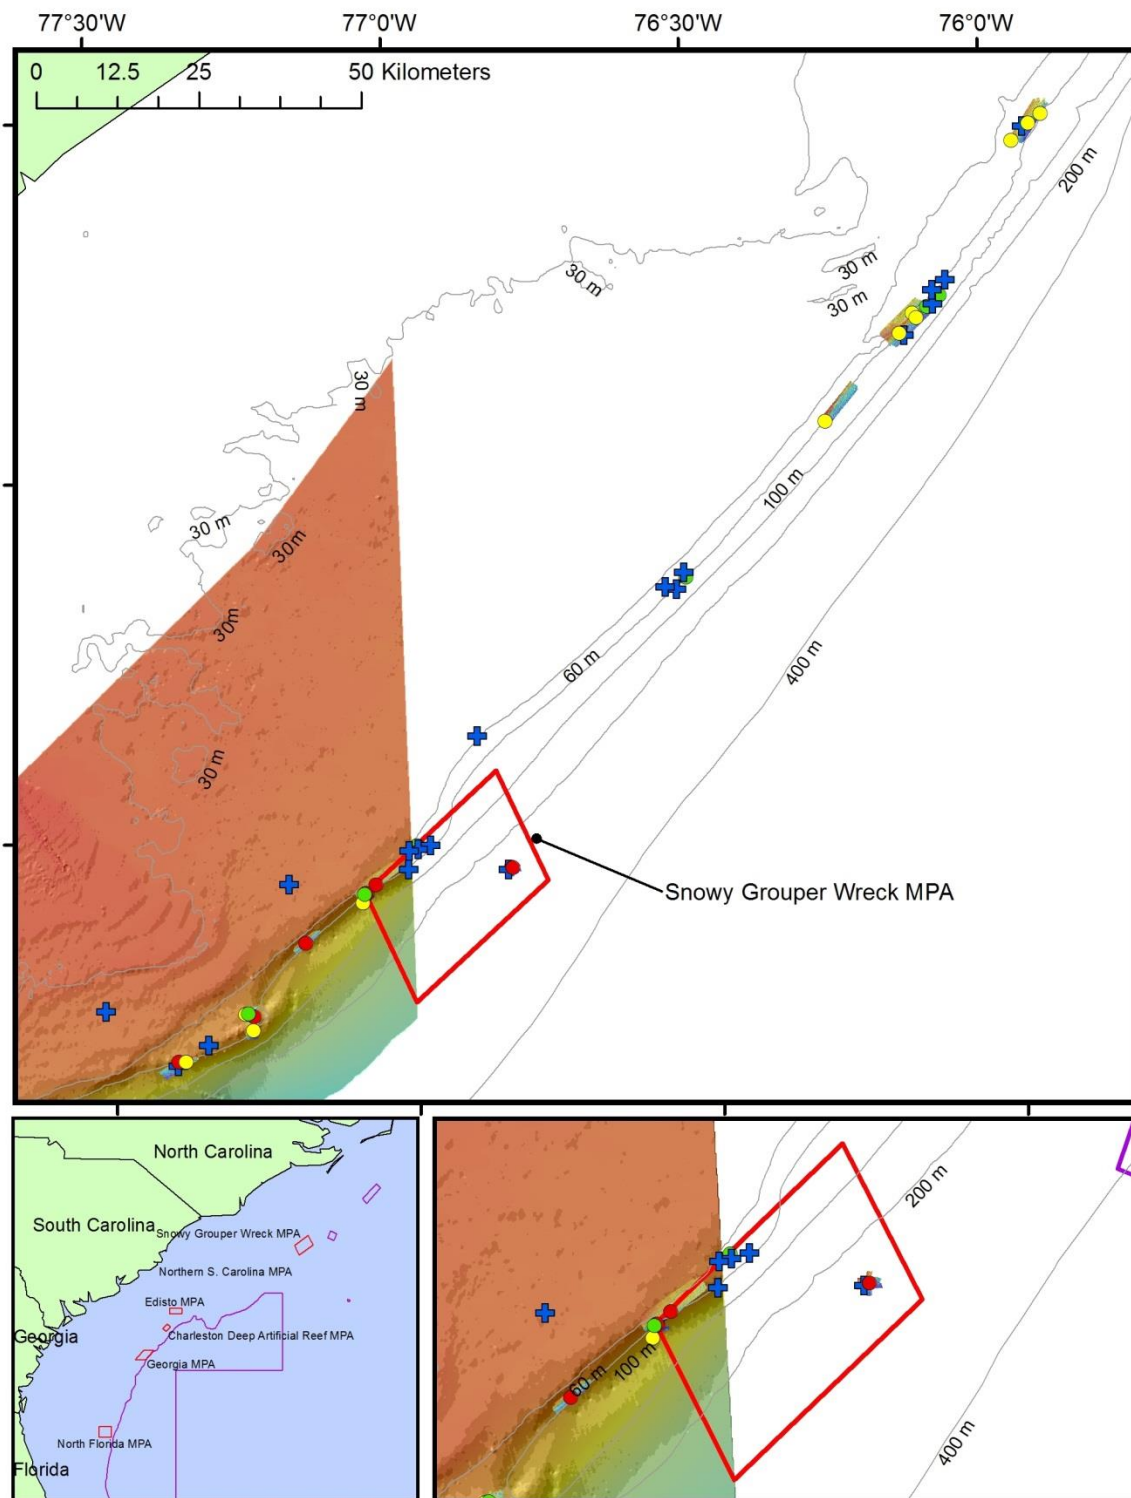 77°30'W 77°0'W 76°30'W 76°0'W
0 12.5 25 50 Kilometers
200 m
30 m
30 m
30 m
30 m
100 m
30 m
30m
30m
60 m
400 m
30 m
Snowy Grouper Wreck MPA
North Carolina
South Carolina
Snowy Grouper Wreck MPA
Northern S. Carolina MPA
Edisto MPA
Georgia
Charleston Deep Artificial Reef MPA
Georgia MPA
North Florida MPA
Florida
200 m
100 m
60 m
400 m